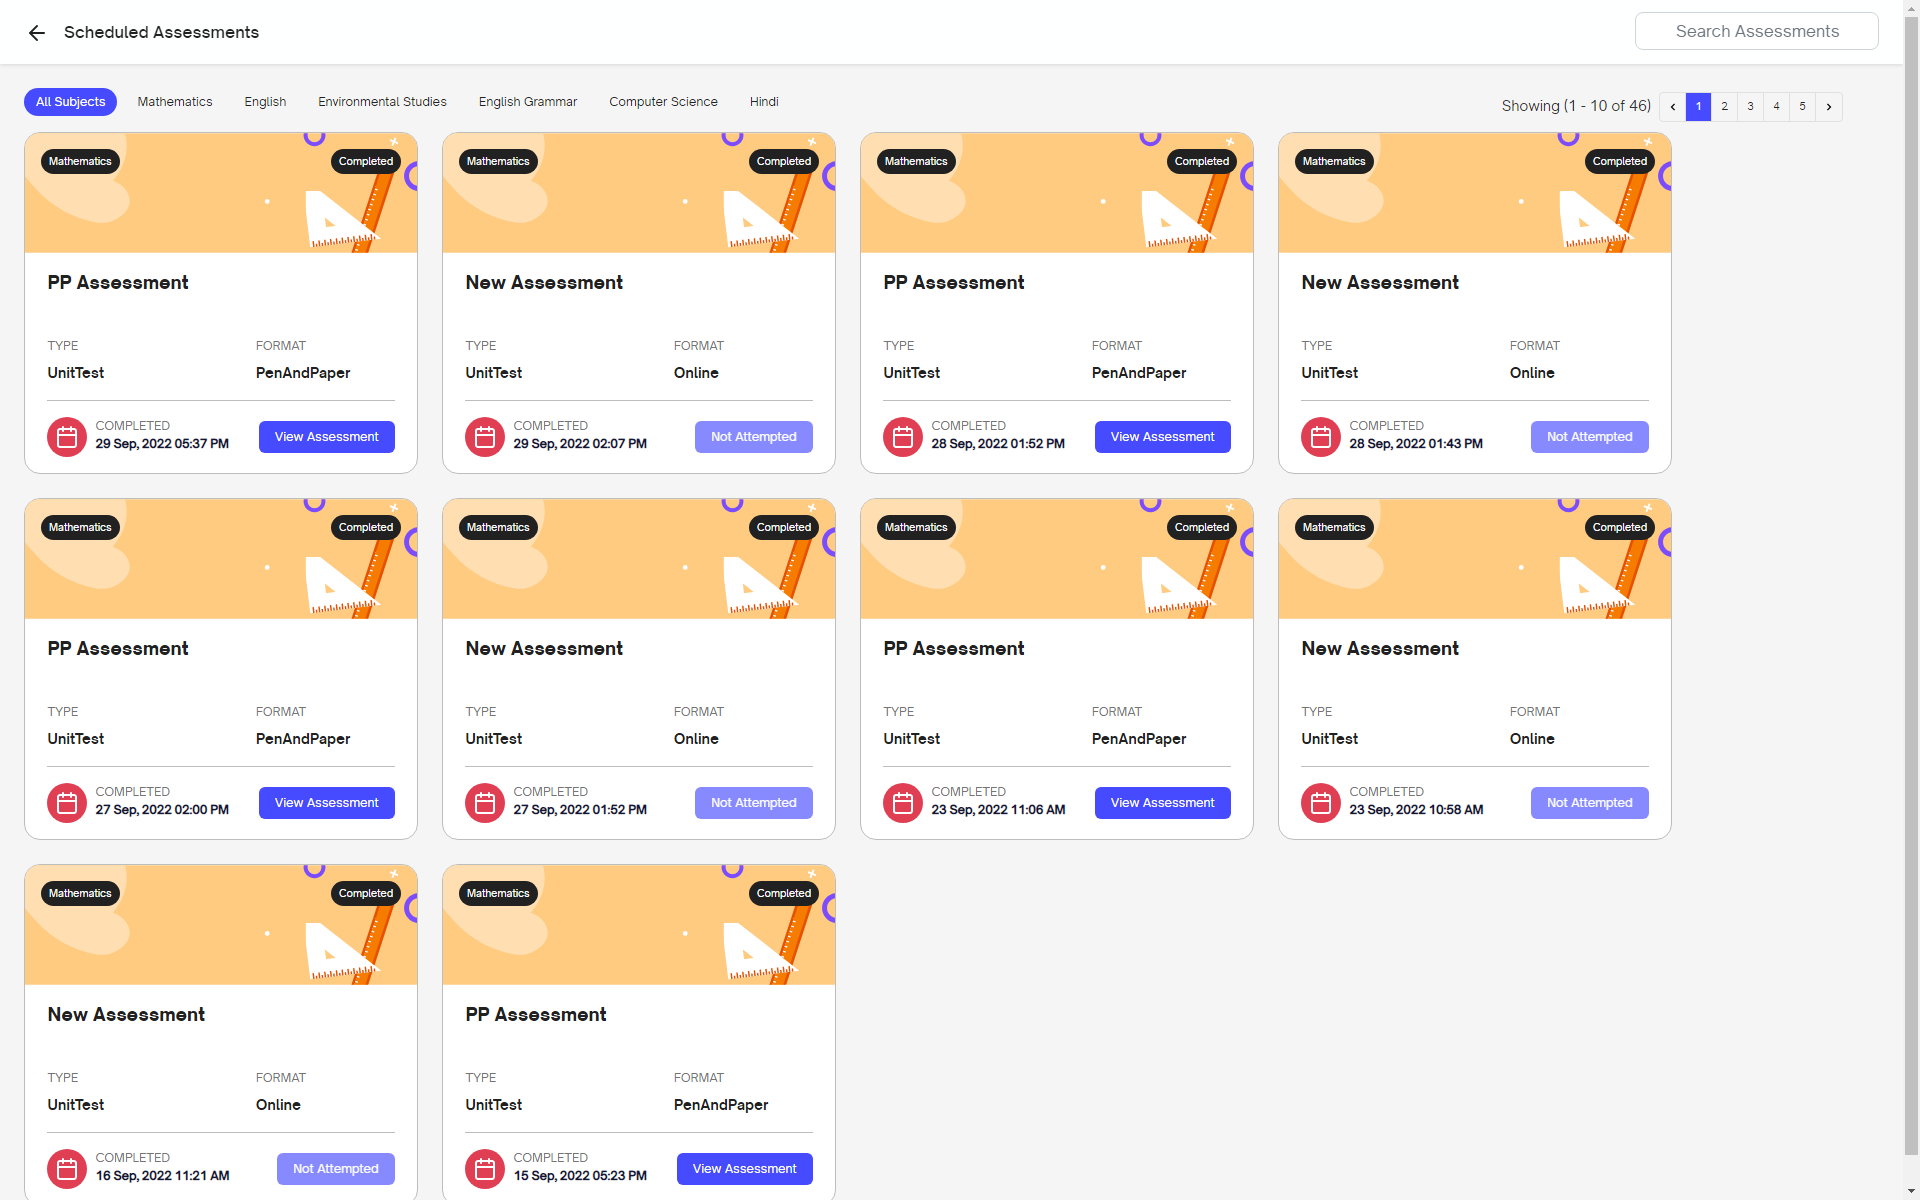 Scheduled Assessments
Search Assessments
All Subjects Mathematics English Environmental Studies English Grammar Computer Science Hindi
Showing (1 - 10 of 46) 1 2 3 4 5
Mathematics Completed
PP Assessment
TYPE FORMAT
UnitTest PenAndPaper
COMPLETED
29 Sep, 2022 05:37 PM
View Assessment
Mathematics Completed
New Assessment
TYPE FORMAT
UnitTest Online
COMPLETED
29 Sep, 2022 02:07 PM
Not Attempted
Mathematics Completed
PP Assessment
TYPE FORMAT
UnitTest PenAndPaper
COMPLETED
28 Sep, 2022 01:52 PM
View Assessment
Mathematics Completed
New Assessment
TYPE FORMAT
UnitTest Online
COMPLETED
28 Sep, 2022 01:43 PM
Not Attempted
Mathematics Completed
PP Assessment
TYPE FORMAT
UnitTest PenAndPaper
COMPLETED
27 Sep, 2022 02:00 PM
View Assessment
Mathematics Completed
New Assessment
TYPE FORMAT
UnitTest Online
COMPLETED
27 Sep, 2022 01:52 PM
Not Attempted
Mathematics Completed
PP Assessment
TYPE FORMAT
UnitTest PenAndPaper
COMPLETED
23 Sep, 2022 11:06 AM
View Assessment
Mathematics Completed
New Assessment
TYPE FORMAT
UnitTest Online
COMPLETED
23 Sep, 2022 10:58 AM
Not Attempted
Mathematics Completed
New Assessment
TYPE FORMAT
UnitTest Online
COMPLETED
16 Sep, 2022 11:21 AM
Not Attempted
Mathematics Completed
PP Assessment
TYPE FORMAT
UnitTest PenAndPaper
COMPLETED
15 Sep, 2022 05:23 PM
View Assessment